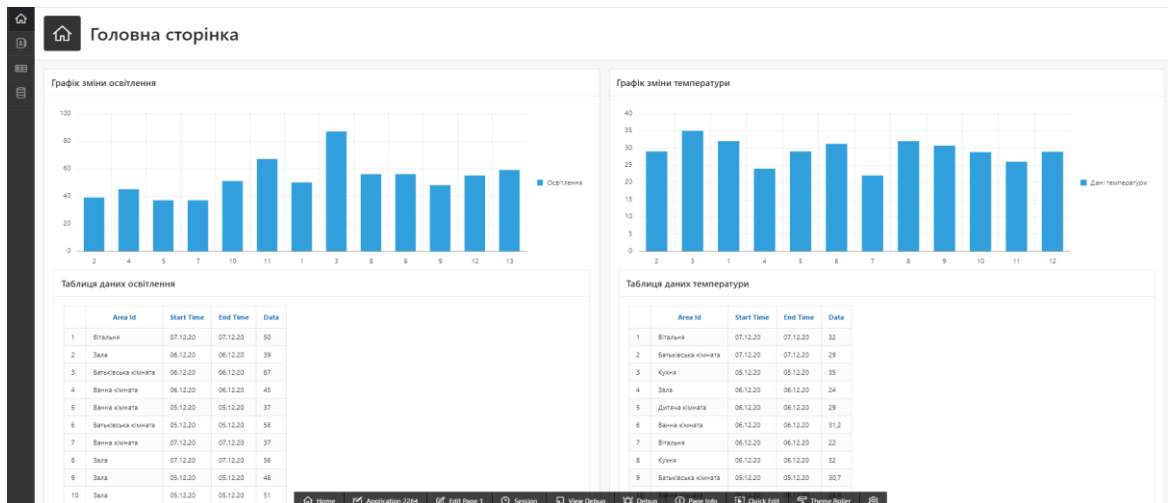 Головна сторінка
Графік зміни освітлення
100
80
60
40
20
0
2 4 5 7 10 11 1 3 8 6 9 12 13
Освітлення
Таблиця даних освітлення
Area Id Start Time End Time Data
1 Вітальня 07.12.20 07.12.20 50
2 Зала 06.12.20 06.12.20 39
3 Батьківська кімната 06.12.20 06.12.20 87
4 Ванна кімната 06.12.20 06.12.20 45
5 Ванна кімната 05.12.20 05.12.20 37
6 Батьківська кімната 05.12.20 05.12.20 56
7 Ванна кімната 07.12.20 07.12.20 37
8 Зала 07.12.20 07.12.20 56
9 Зала 05.12.20 05.12.20 48
10 Зала 05.12.20 05.12.20 51
Графік зміни температури
40
35
30
25
20
15
10
5
0
2 3 1 4 5 6 7 8 9 10 11 12
Дані температури
Таблиця даних температури
Area Id Start Time End Time Data
1 Вітальня 07.12.20 07.12.20 32
2 Батьківська кімната 07.12.20 07.12.20 29
3 Кухня 05.12.20 05.12.20 35
4 Зала 06.12.20 06.12.20 24
5 Дитяча кімната 06.12.20 06.12.20 29
6 Ванна кімната 06.12.20 06.12.20 31,2
7 Вітальня 06.12.20 06.12.20 22
8 Кухня 06.12.20 06.12.20 32
9 Батьківська кімната 05.12.20 05.12.20 30,7
Home Application 2264 Edit Page 1 Session View Debug Debug Page Info Quick Edit Theme Roller